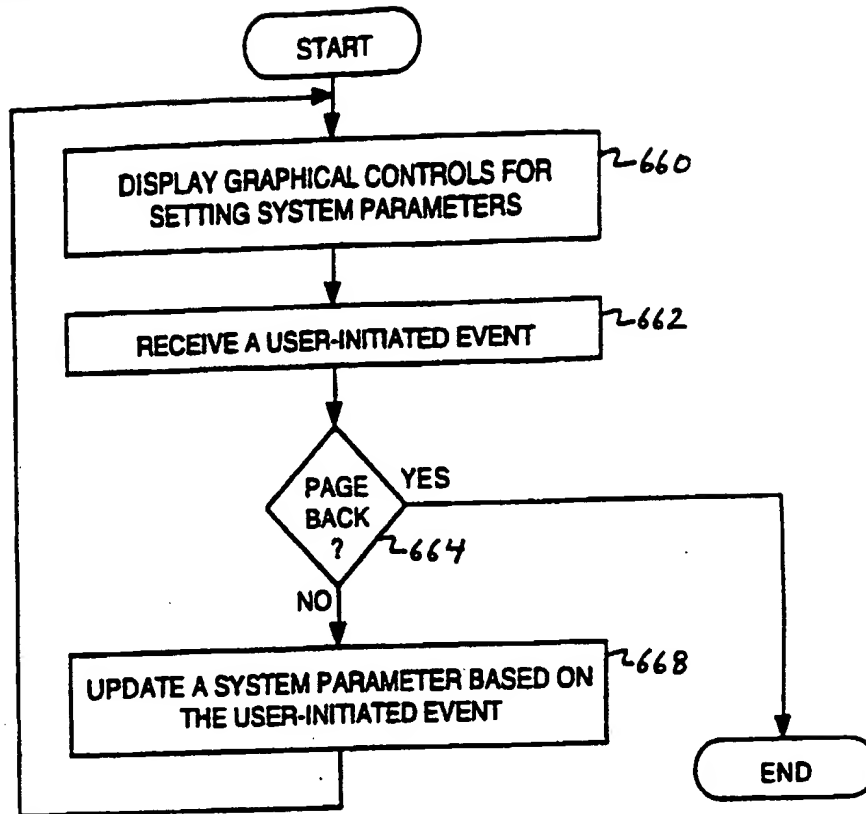 START
DISPLAY GRAPHICAL CONTROLS FOR
SETTING SYSTEM PARAMETERS
660
RECEIVE A USER-INITIATED EVENT
662
PAGE
BACK
?
YES
664
NO
UPDATE A SYSTEM PARAMETER BASED ON
THE USER-INITIATED EVENT
668
END